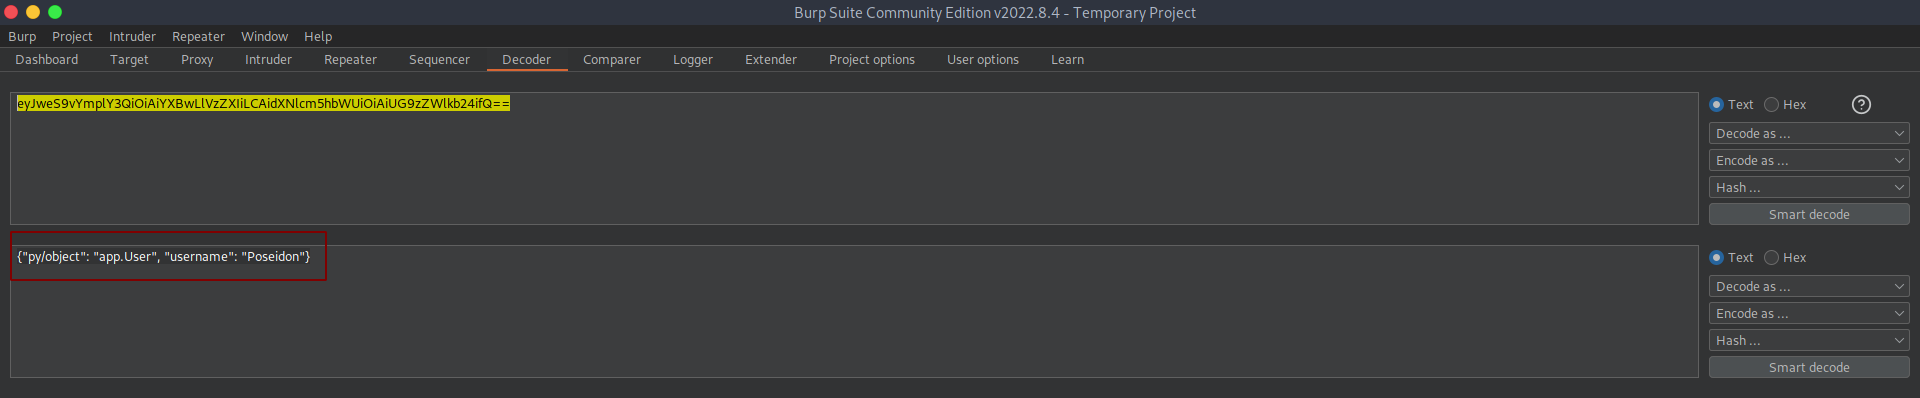 Burp Suite Community Edition v2022.8.4 - Temporary Project
Burp Project Intruder Repeater Window Help
Dashboard Target Proxy Intruder Repeater Sequencer Decoder Comparer Logger Extender Project options User options Learn
eyJweS9vYmplY3QiOiAiYXBwLlVzZXIiLCAidXNlcm5hbWUiOiAiUG9zZWlkb24ifQ==
Text Hex ?
Decode as ...
Encode as ...
Hash ...
Smart decode
{"py/object": "app.User", "username": "Poseidon"}
Text Hex
Decode as ...
Encode as ...
Hash ...
Smart decode